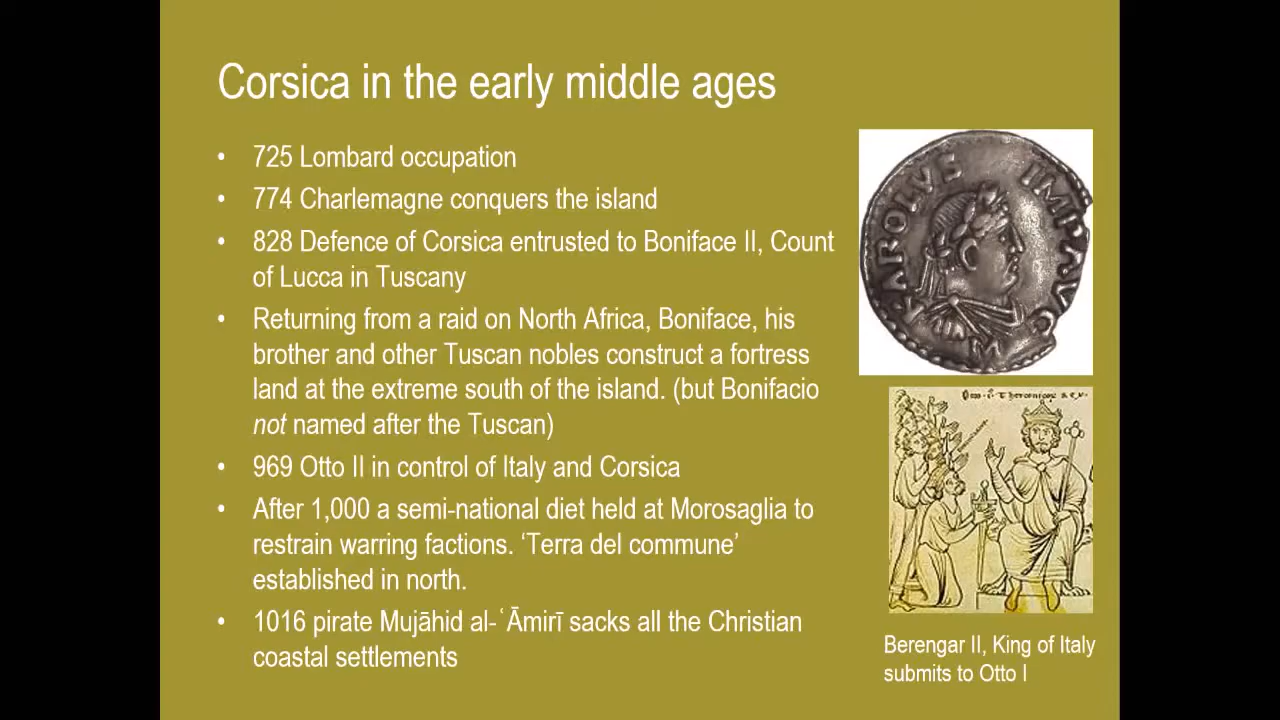 Corsica in the early middle ages
• 725 Lombard occupation
• 774 Charlemagne conquers the island
• 828 Defence of Corsica entrusted to Boniface II, Count
of Lucca in Tuscany
• Returning from a raid on North Africa, Boniface, his
brother and other Tuscan nobles construct a fortress
land at the extreme south of the island. (but Bonifacio
not named after the Tuscan)
• 969 Otto II in control of Italy and Corsica
• After 1,000 a semi-national diet held at Morosaglia to
restrain warring factions. ‘Terra del commune’
established in north.
• 1016 pirate Mujāhid al-ʿĀmirī sacks all the Christian
coastal settlements
KAROLVS IMP AVG
M
Berengar II, King of Italy
submits to Otto I